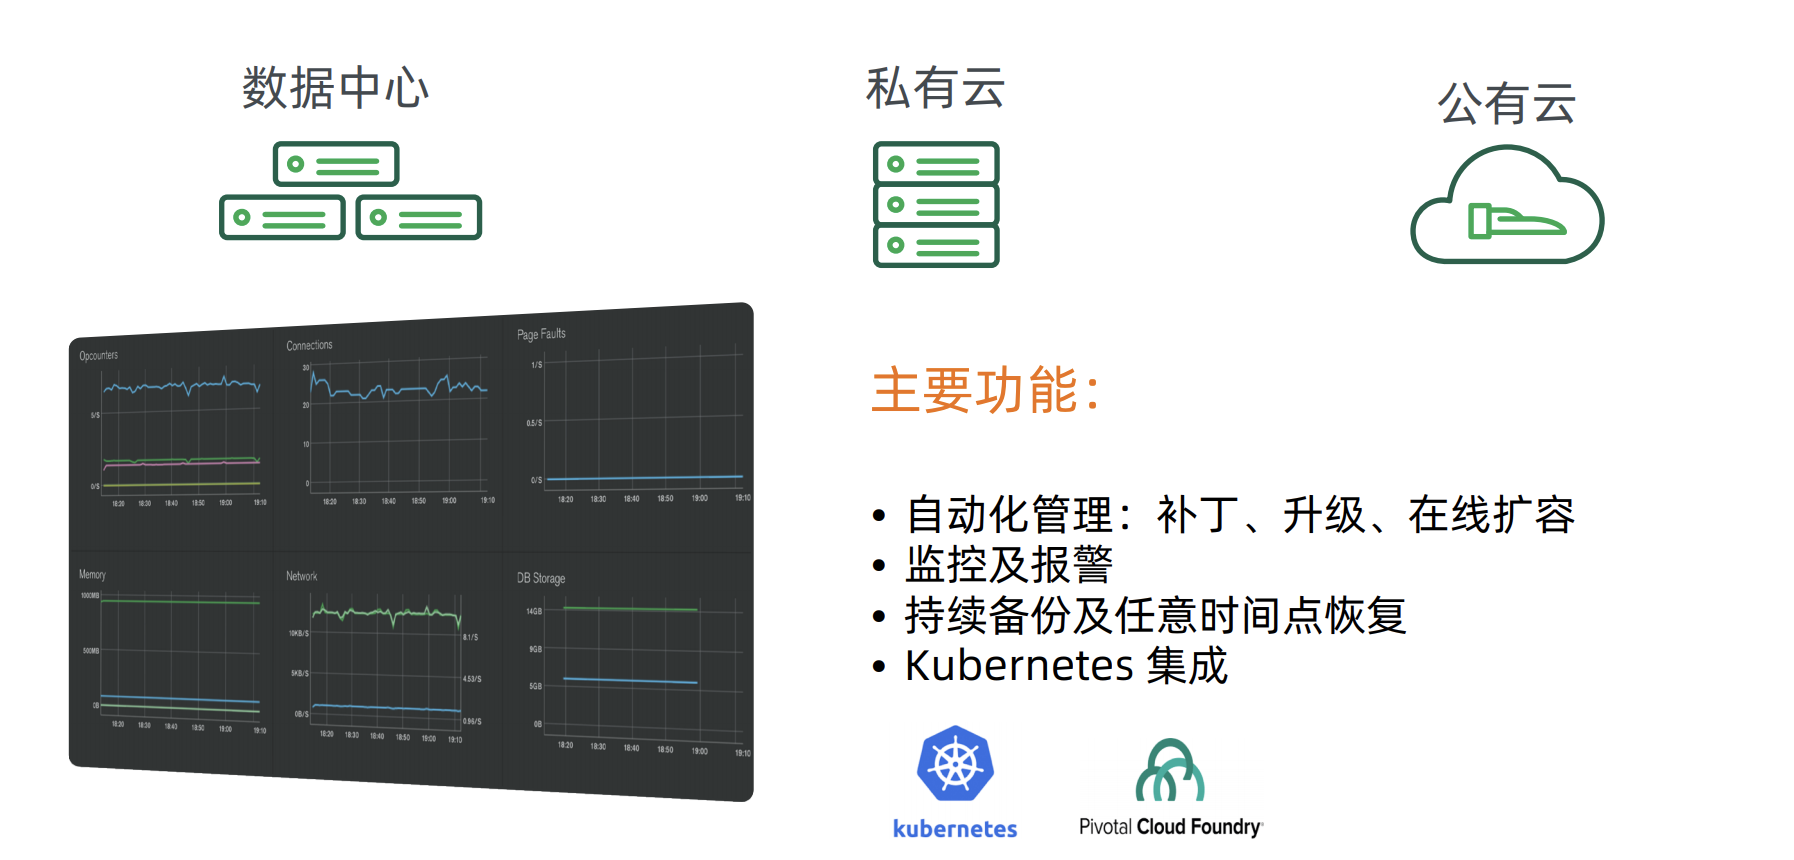 数据中心
私有云
公有云
Opcounters
5/S
0/S
18:20 18:30 18:40 18:50 19:00 19:10
Connections
30
20
10
0
18:20 18:30 18:40 18:50 19:00 19:10
Page Faults
1/S
0.5/S
0/S
18:20 18:30 18:40 18:50 19:00 19:10
Memory
1000MB
500MB
0B
18:20 18:30 18:40 18:50 19:00 19:10
Network
10KB/S
5KB/S
0B/S
8.1/S
4.53/S
0.96/S
18:20 18:30 18:40 18:50 19:00 19:10
DB Storage
14GB
9GB
5GB
0B
18:20 18:30 18:40 18:50 19:00 19:10
主要功能：
• 自动化管理：补丁、升级、在线扩容
• 监控及报警
• 持续备份及任意时间点恢复
• Kubernetes 集成
kubernetes
Pivotal Cloud Foundry